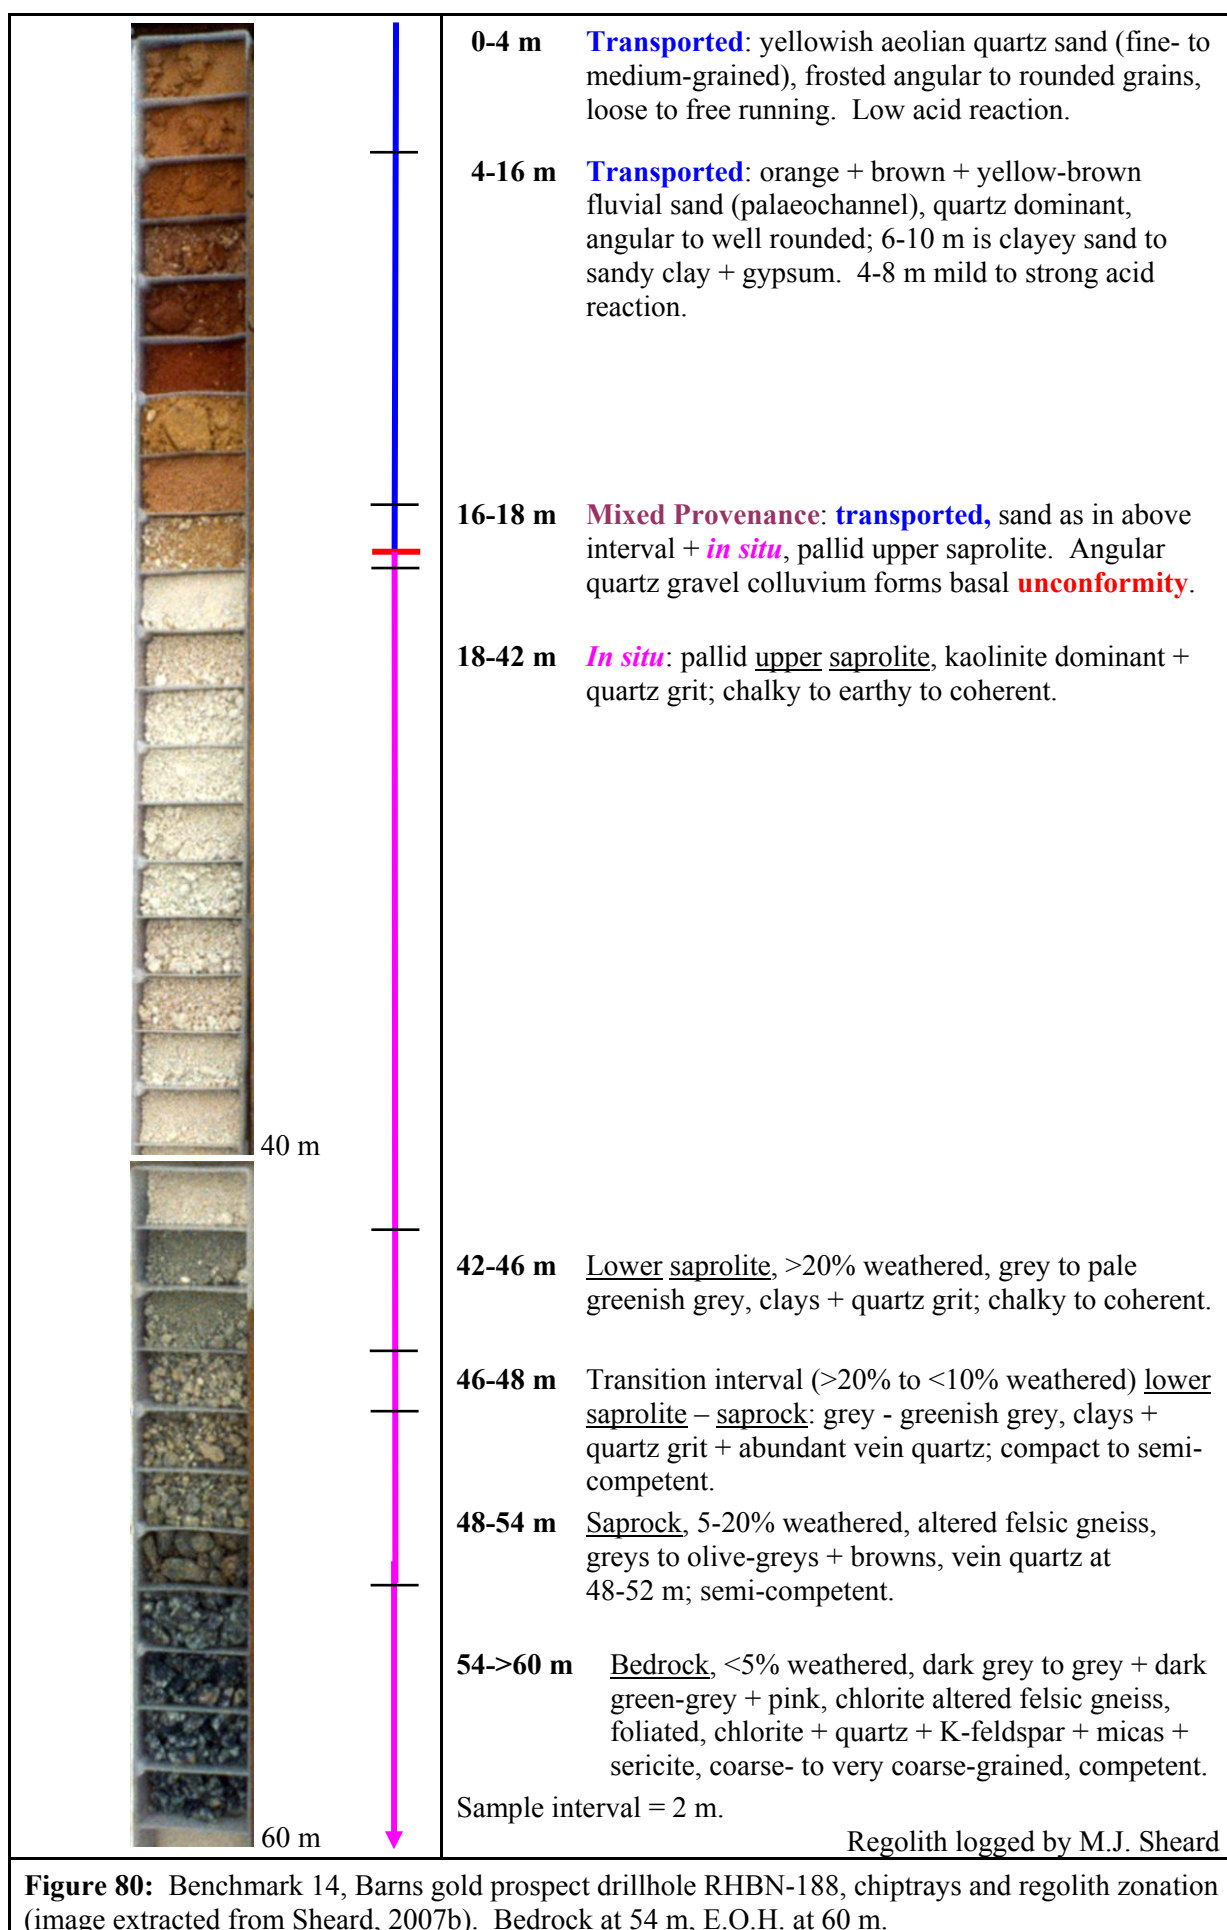 0-4 m Transported: yellowish aeolian quartz sand (fine- to
medium-grained), frosted angular to rounded grains,
loose to free running. Low acid reaction.
4-16 m Transported: orange + brown + yellow-brown
fluvial sand (palaeochannel), quartz dominant,
angular to well rounded; 6-10 m is clayey sand to
sandy clay + gypsum. 4-8 m mild to strong acid
reaction.
16-18 m Mixed Provenance: transported, sand as in above
interval + in situ, pallid upper saprolite. Angular
quartz gravel colluvium forms basal unconformity.
18-42 m In situ: pallid upper saprolite, kaolinite dominant +
quartz grit; chalky to earthy to coherent.
40 m
42-46 m Lower saprolite, >20% weathered, grey to pale
greenish grey, clays + quartz grit; chalky to coherent.
46-48 m Transition interval (>20% to <10% weathered) lower
saprolite – saprock: grey - greenish grey, clays +
quartz grit + abundant vein quartz; compact to semi-
competent.
48-54 m Saprock, 5-20% weathered, altered felsic gneiss,
greys to olive-greys + browns, vein quartz at
48-52 m; semi-competent.
54->60 m Bedrock, <5% weathered, dark grey to grey + dark
green-grey + pink, chlorite altered felsic gneiss,
foliated, chlorite + quartz + K-feldspar + micas +
sericite, coarse- to very coarse-grained, competent.
Sample interval = 2 m.
60 m
Regolith logged by M.J. Sheard
Figure 80: Benchmark 14, Barns gold prospect drillhole RHBN-188, chiptrays and regolith zonation
(image extracted from Sheard, 2007b). Bedrock at 54 m, E.O.H. at 60 m.